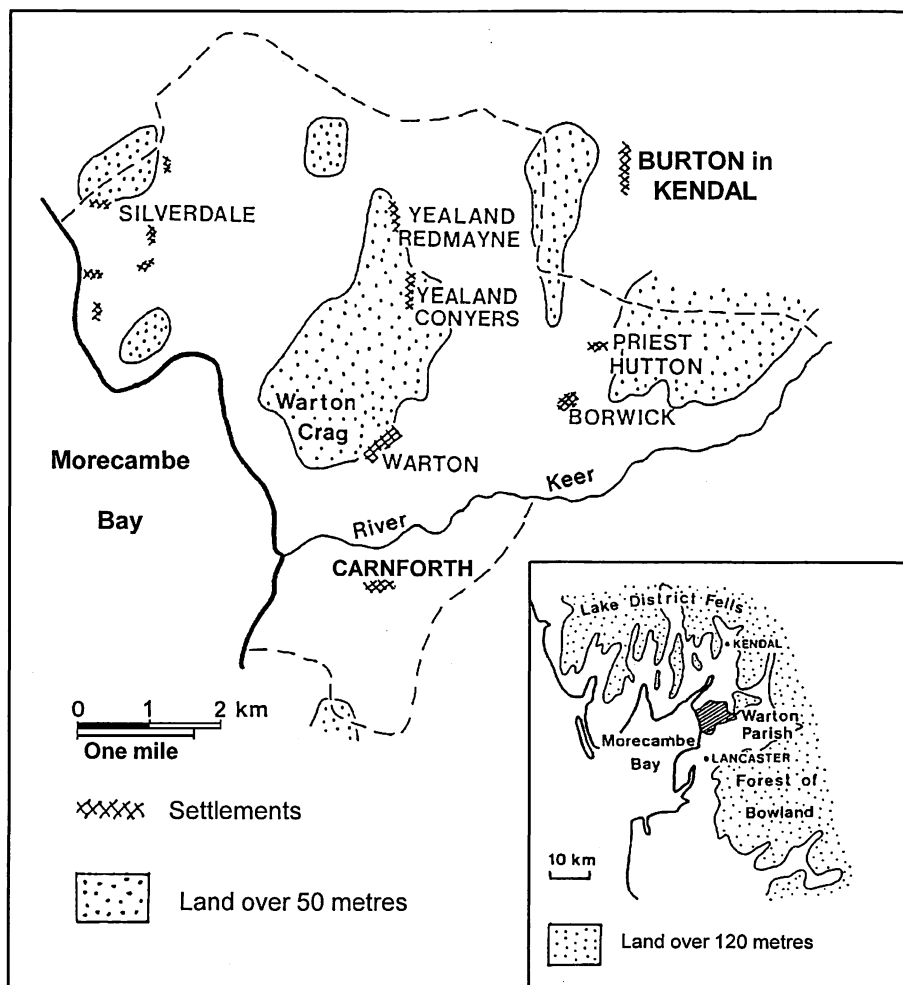 BURTON in
KENDAL
SILVERDALE
YEALAND
REDMAYNE
YEALAND
CONYERS
PRIEST
HUTTON
BORWICK
Warton
Crag
WARTON
Morecambe
Bay
River Keer
CARNFORTH
0 1 2 km
One mile
Settlements
Land over 50 metres
Lake District Fells
KENDAL
Warton
Parish
Morecambe
Bay
LANCASTER
Forest of
Bowland
10 km
Land over 120 metres